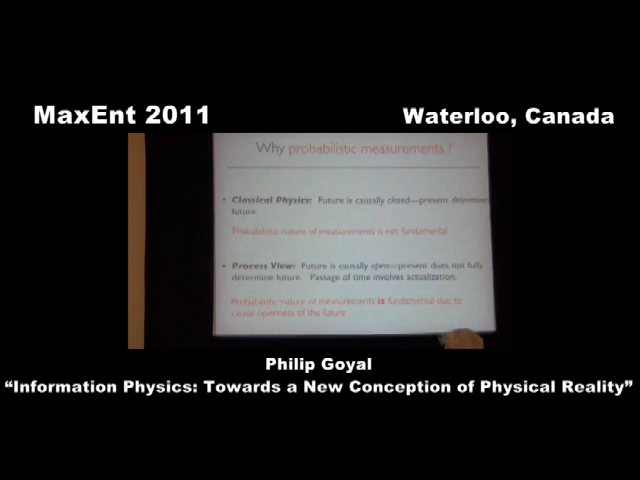 MaxEnt 2011
Waterloo, Canada
Why probabilistic measurements ?
• Classical Physics: Future is causally closed—present determines
future.
Probabilistic nature of measurements is not fundamental
• Process View: Future is causally open—present does not fully
determine future. Passage of time involves actualization.
Probabilistic nature of measurements is fundamental due to
causal openness of the future
Philip Goyal
“Information Physics: Towards a New Conception of Physical Reality”